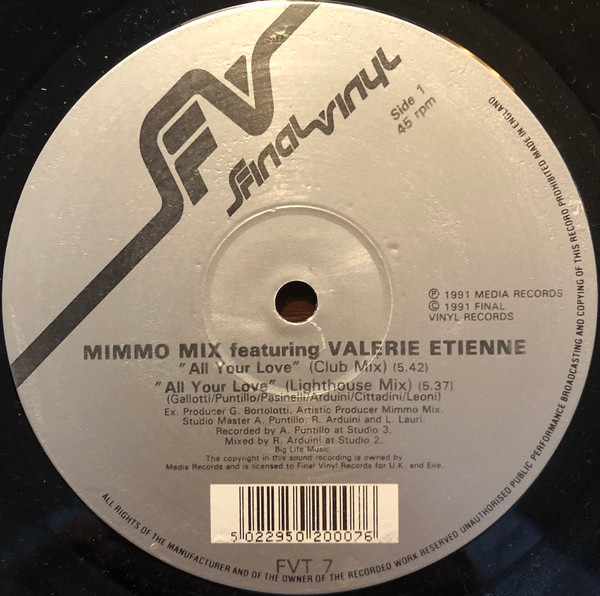 FV
finalvinyl
Side 1
45 rpm
℗ 1991 MEDIA RECORDS
© 1991 FINAL
VINYL RECORDS
MIMMO MIX featuring VALERIE ETIENNE
"All Your Love" (Club Mix) (5.42)
"All Your Love" (Lighthouse Mix) (5.37)
(Gallotti/Puntillo/Pasinelli/Arduini/Cittadini/Leoni)
Ex. Producer G. Bortolotti. Artistic Producer Mimmo Mix.
Studio Master A. Puntillo. R. Arduini and L. Lauri.
Recorded by A. Puntillo at Studio 3.
Mixed by R. Arduini at Studio 2.
Big Life Music.
The copyright in this sound recording is owned by
Media Records and is licensed to Final Vinyl Records for U.K. and Eire.
5 022950 200076
FVT 7
ALL RIGHTS OF THE MANUFACTURER AND OF THE OWNER OF THE RECORDED WORK RESERVED UNAUTHORISED PUBLIC PERFORMANCE BROADCASTING AND COPYING OF THIS RECORD PROHIBITED MADE IN ENGLAND